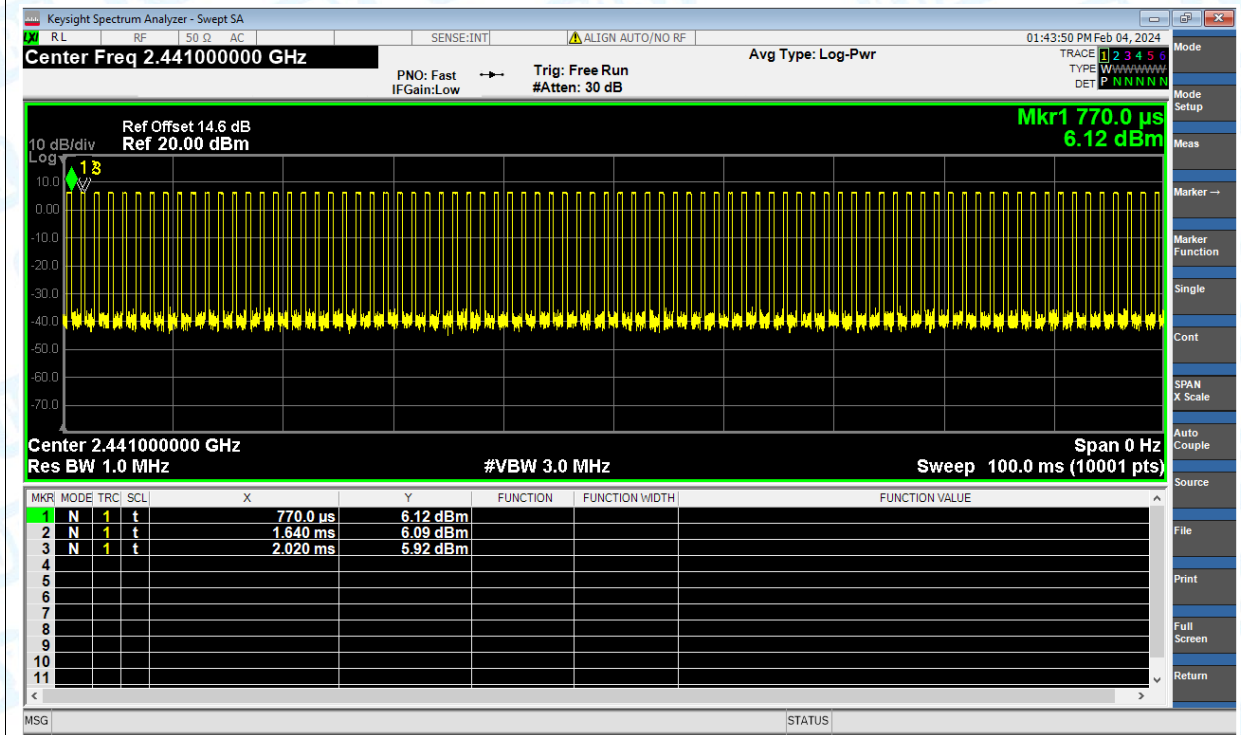 Keysight Spectrum Analyzer - Swept SA
LXI RL RF 50 Ω AC SENSE:INT ALIGN AUTO/NO RF 01:43:50 PM Feb 04, 2024
Center Freq 2.441000000 GHz Avg Type: Log-Pwr TRACE 1 2 3 4 5 6
PNO: Fast Trig: Free Run TYPE WWWWWW
IFGain:Low #Atten: 30 dB DET P N N N N N
Mkr1 770.0 µs
Ref Offset 14.6 dB
10 dB/div Ref 20.00 dBm 6.12 dBm
Log
1 2 3
10.0
0.00
-10.0
-20.0
-30.0
-40.0
-50.0
-60.0
-70.0
Center 2.441000000 GHz Span 0 Hz
Res BW 1.0 MHz #VBW 3.0 MHz Sweep 100.0 ms (10001 pts)
MKR MODE TRC SCL X Y FUNCTION FUNCTION WIDTH FUNCTION VALUE
1 N 1 t 770.0 µs 6.12 dBm
2 N 1 t 1.640 ms 6.09 dBm
3 N 1 t 2.020 ms 5.92 dBm
4
5
6
7
8
9
10
11
MSG STATUS
Mode
Mode
Setup
Meas
Marker →
Marker
Function
Single
Cont
SPAN
X Scale
Auto
Couple
Source
File
Print
Full
Screen
Return